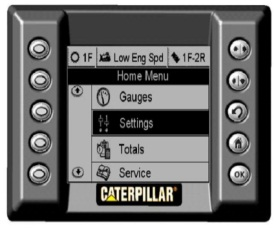 1F Low Eng Spd 1F-2R
Home Menu
Gauges
Settings
Totals
Service
CATERPILLAR®
OK